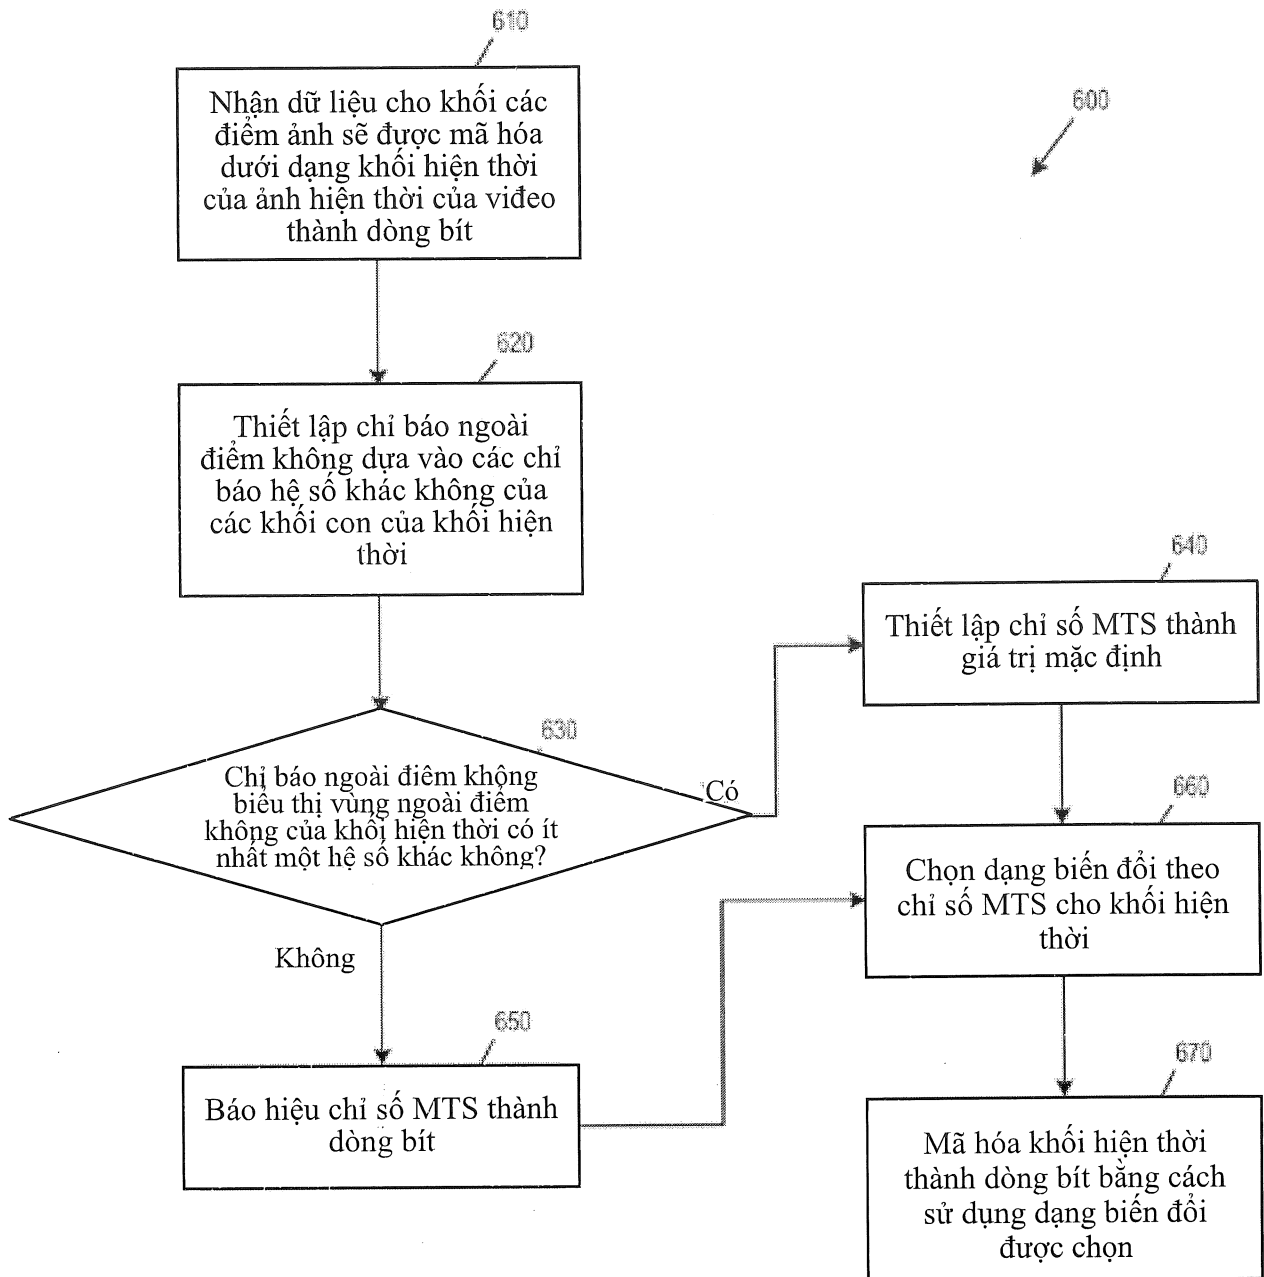 610
Nhận dữ liệu cho khối các
điểm ảnh sẽ được mã hóa
dưới dạng khối hiện thời
của ảnh hiện thời của viđeo
thành dòng bít
600
620
Thiết lập chỉ báo ngoài
điểm không dựa vào các chỉ
báo hệ số khác không của
các khối con của khối hiện
thời
630
Chỉ báo ngoài điêm không
biểu thị vùng ngoài điểm
không của khối hiện thời có ít
nhất một hệ số khác không?
Có
Không
640
Thiết lập chỉ số MTS thành
giá trị mặc định
650
Báo hiệu chỉ số MTS thành
dòng bít
660
Chọn dạng biến đổi theo
chỉ số MTS cho khối hiện
thời
670
Mã hóa khối hiện thời
thành dòng bít bằng cách
sử dụng dạng biến đổi
được chọn